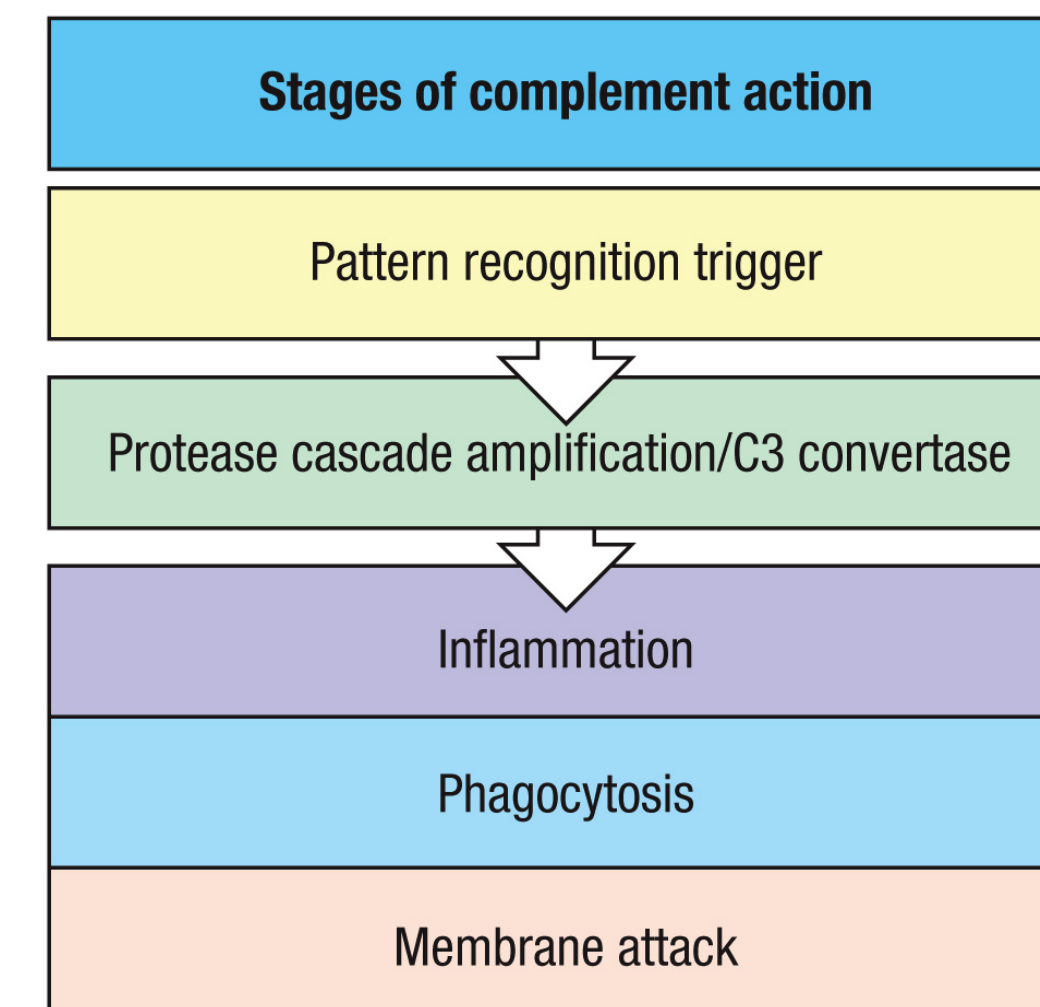 Stages of complement action
Pattern recognition trigger
Protease cascade amplification/C3 convertase
Inflammation
Phagocytosis
Membrane attack